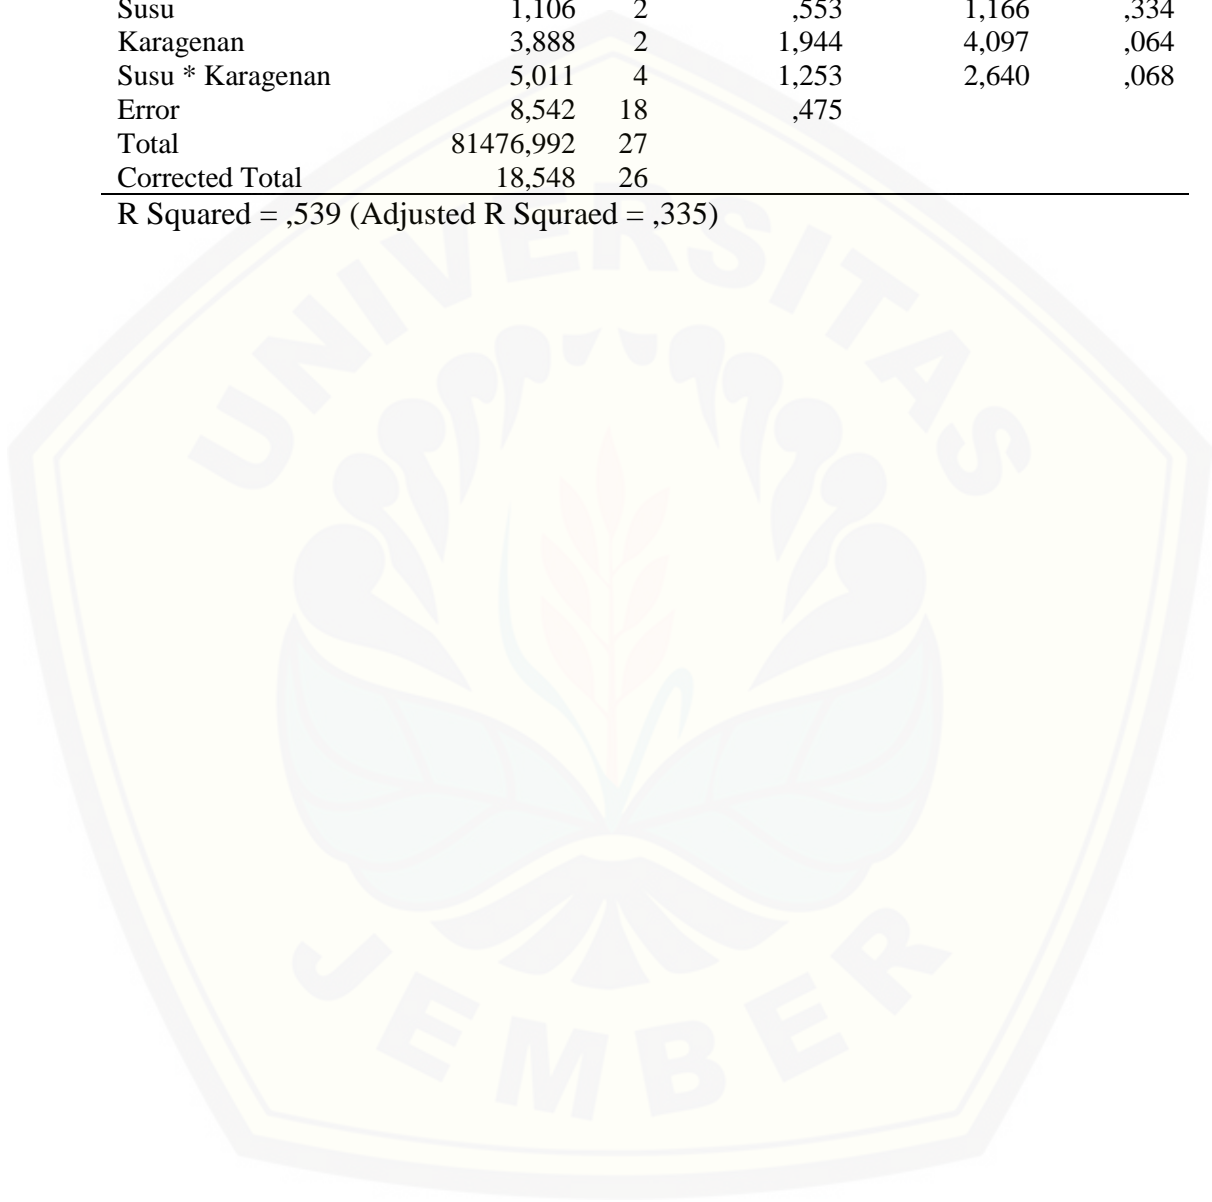 Susu 1,106 2 ,553 1,166 ,334
Karagenan 3,888 2 1,944 4,097 ,064
Susu * Karagenan 5,011 4 1,253 2,640 ,068
Error 8,542 18 ,475
Total 81476,992 27
Corrected Total 18,548 26
R Squared = ,539 (Adjusted R Squraed = ,335)
UNIVERSITAS
JEMBER